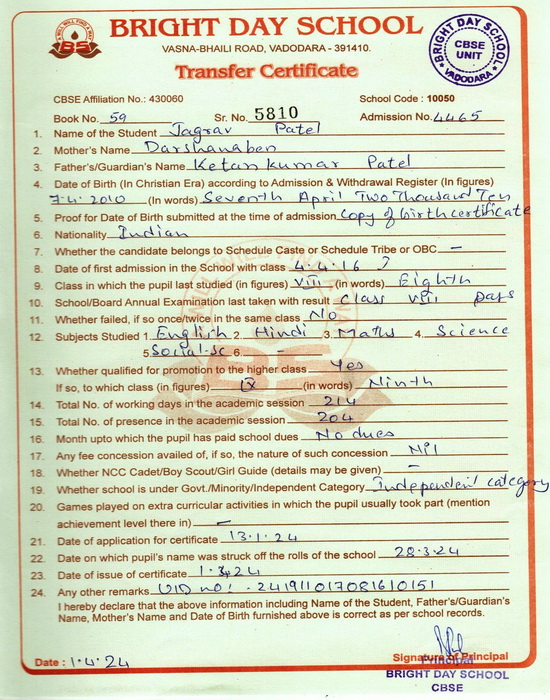 BRIGHT DAY SCHOOL
VASNA-BHAILI ROAD, VADODARA - 391410.
BRIGHT DAY SCHOOL
CBSE
UNIT
VADODARA
BS
Transfer Certificate
CBSE Affiliation No.: 430060 School Code : 10050
Book No. 59 Sr. No. 5810 Admission No. 4465
1. Name of the Student Jagrav Patel
2. Mother's Name Darshanaben
3. Father's/Guardian's Name Ketankumar Patel
4. Date of Birth (In Christian Era) according to Admission & Withdrawal Register (In figures)
7.4.2010 (In words) Seventh April Two Thousand Ten
5. Proof for Date of Birth submitted at the time of admission copy of birth certificate
6. Nationality Indian
7. Whether the candidate belongs to Schedule Caste or Schedule Tribe or OBC –
8. Date of first admission in the School with class 4.4.16
9. Class in which the pupil last studied (in figures) VIII (in words) Eighth
10. School/Board Annual Examination last taken with result Class VIII pass
11. Whether failed, if so once/twice in the same class No
12. Subjects Studied 1. English 2. Hindi 3. Maths 4. Science
5. Social.Sc 6. –
13. Whether qualified for promotion to the higher class Yes
If so, to which class (in figures) IX (in words) Ninth
14. Total No. of working days in the academic session 214
15. Total No. of presence in the academic session 204
16. Month upto which the pupil has paid school dues No dues
17. Any fee concession availed of, if so, the nature of such concession Nil
18. Whether NCC Cadet/Boy Scout/Girl Guide (details may be given) –
19. Whether school is under Govt./Minority/Independent Category Independent category
20. Games played on extra curricular activities in which the pupil usually took part (mention
achievement level there in) –
21. Date of application for certificate 13.1.24
22. Date on which pupil's name was struck off the rolls of the school 28.3.24
23. Date of issue of certificate 1.4.24
24. Any other remarks UID no! - 241911017081610151
I hereby declare that the above information including Name of the Student, Father's/Guardian's
Name, Mother's Name and Date of Birth furnished above is correct as per school records.
Date : 1.4.24 Signature of Principal
Principal
BRIGHT DAY SCHOOL
CBSE